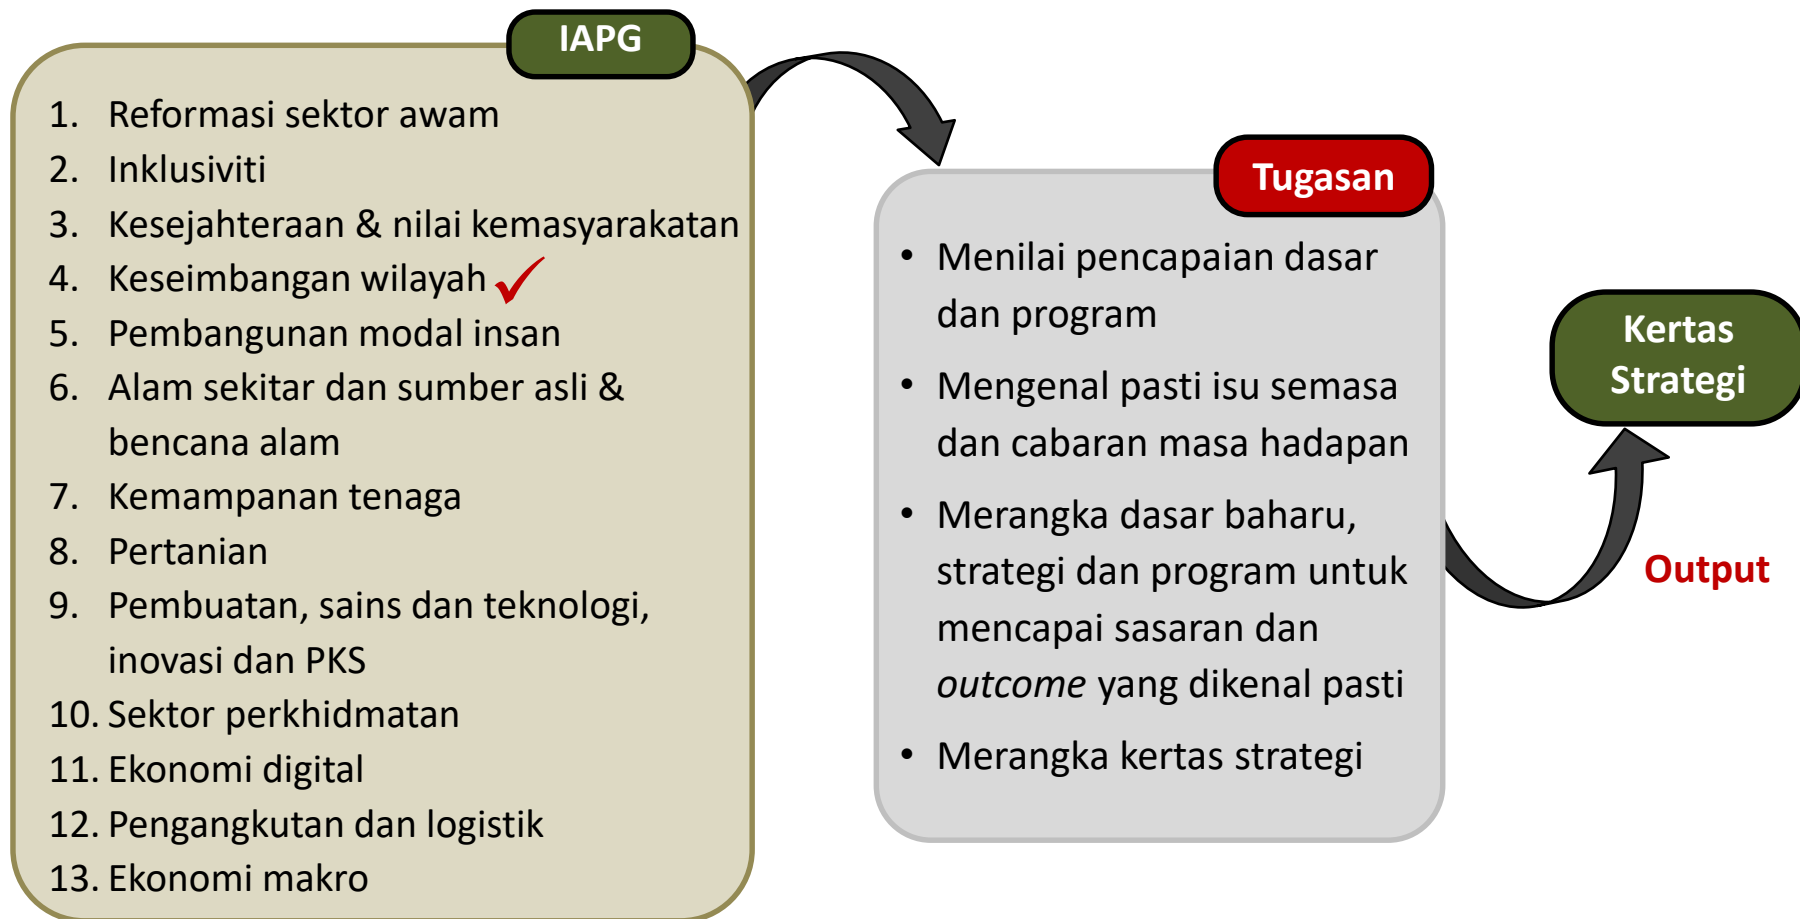 IAPG
1. Reformasi sektor awam
2. Inklusiviti
3. Kesejahteraan & nilai kemasyarakatan
4. Keseimbangan wilayah
5. Pembangunan modal insan
6. Alam sekitar dan sumber asli &
bencana alam
7. Kemampanan tenaga
8. Pertanian
9. Pembuatan, sains dan teknologi,
inovasi dan PKS
10. Sektor perkhidmatan
11. Ekonomi digital
12. Pengangkutan dan logistik
13. Ekonomi makro
Tugasan
• Menilai pencapaian dasar
dan program
• Mengenal pasti isu semasa
dan cabaran masa hadapan
• Merangka dasar baharu,
strategi dan program untuk
mencapai sasaran dan
outcome yang dikenal pasti
• Merangka kertas strategi
Kertas
Strategi
Output